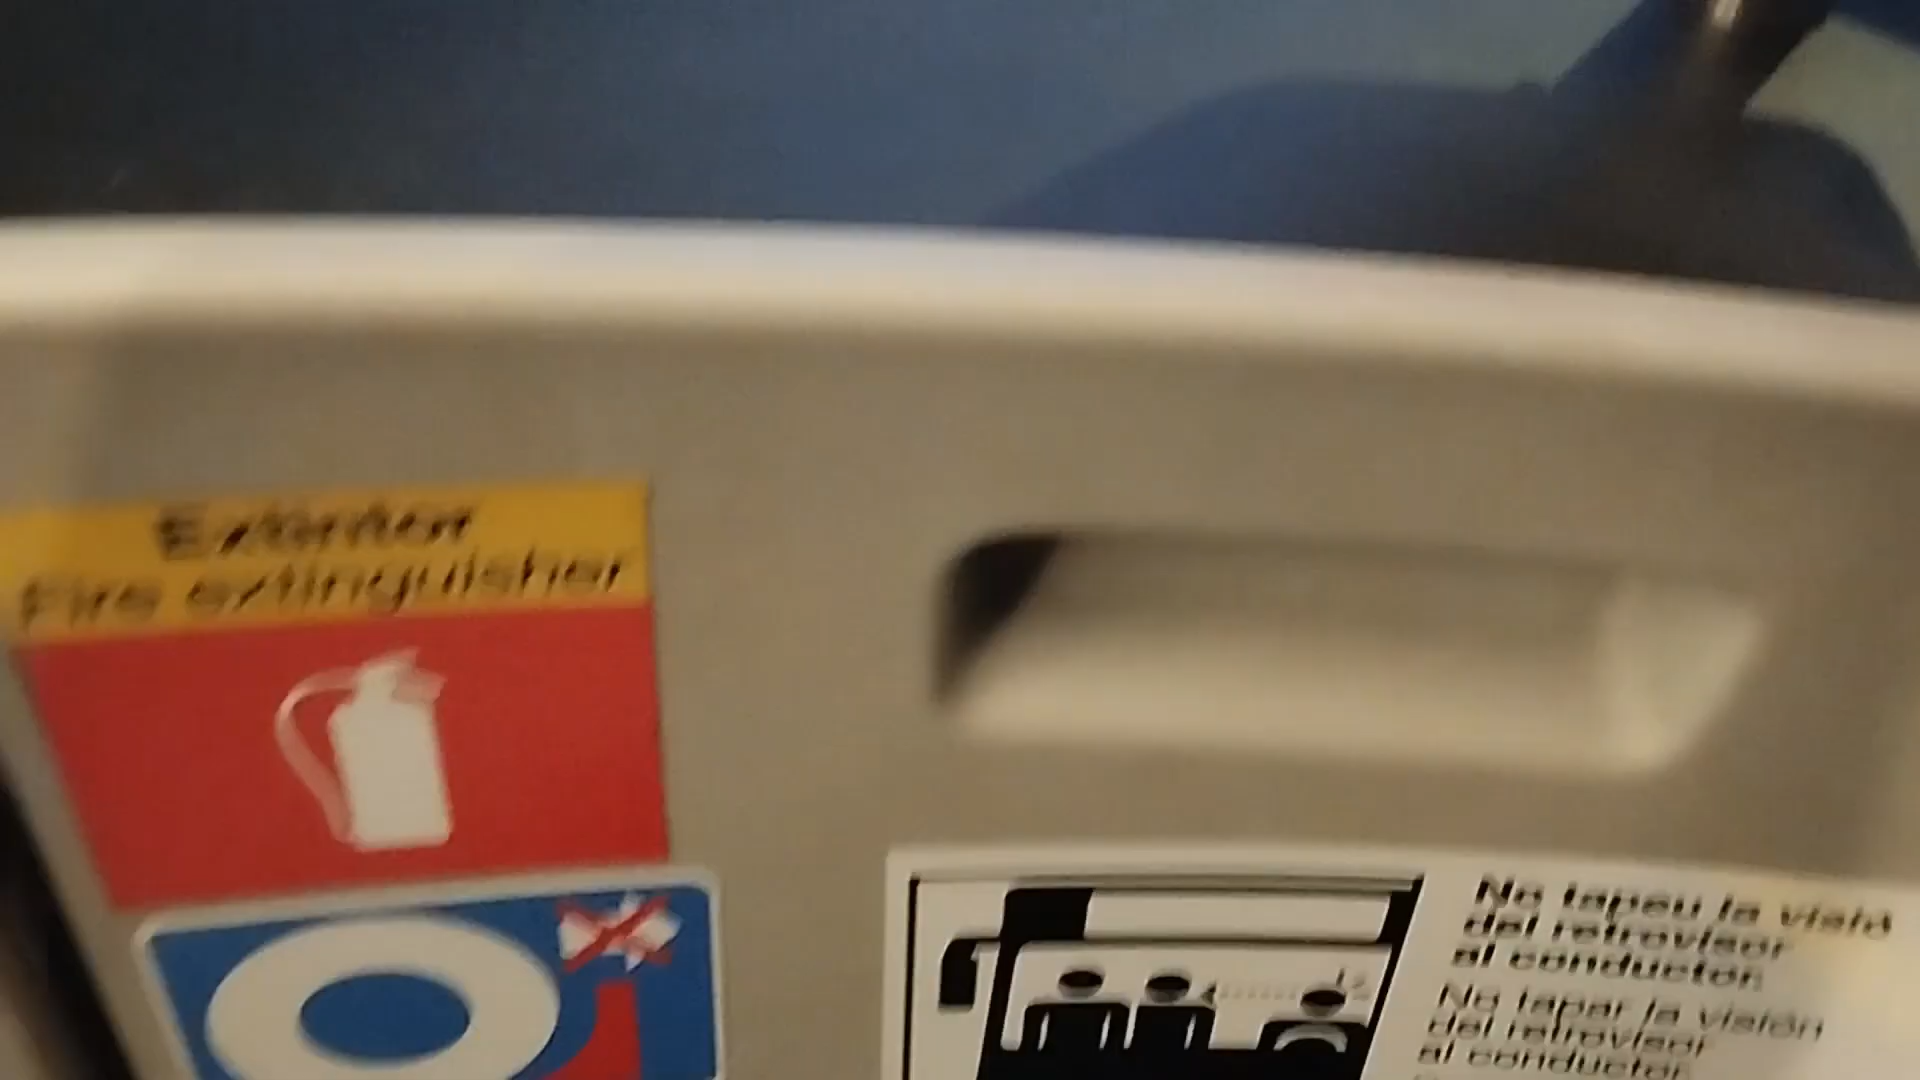 Extintor
Fire extinguisher
No tapeu la visió
del retrovisor
al conductor.
No tapar la visión
del retrovisor
al conductor.